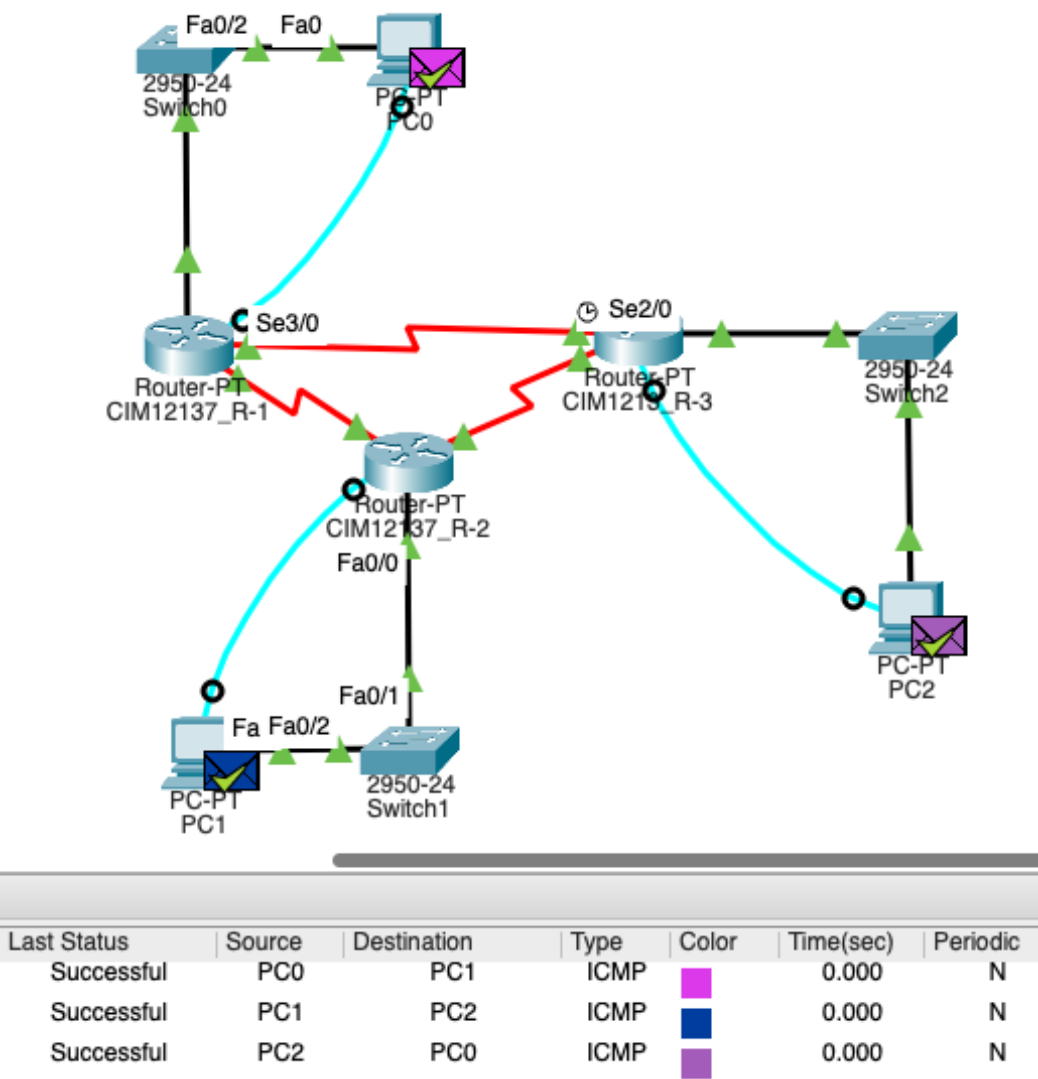 Fa0/2 Fa0
2950-24
Switch0
PC-PT
PC0
Se3/0
Se2/0
Router-PT
CIM12137_R-1
Router-PT
CIM1213_R-3
2950-24
Switch2
Router-PT
CIM12137_R-2
Fa0/0
Fa0/1
Fa Fa0/2
PC-PT
PC1
2950-24
Switch1
PC-PT
PC2
Last Status Source Destination Type Color Time(sec) Periodic
Successful PC0 PC1 ICMP 0.000 N
Successful PC1 PC2 ICMP 0.000 N
Successful PC2 PC0 ICMP 0.000 N